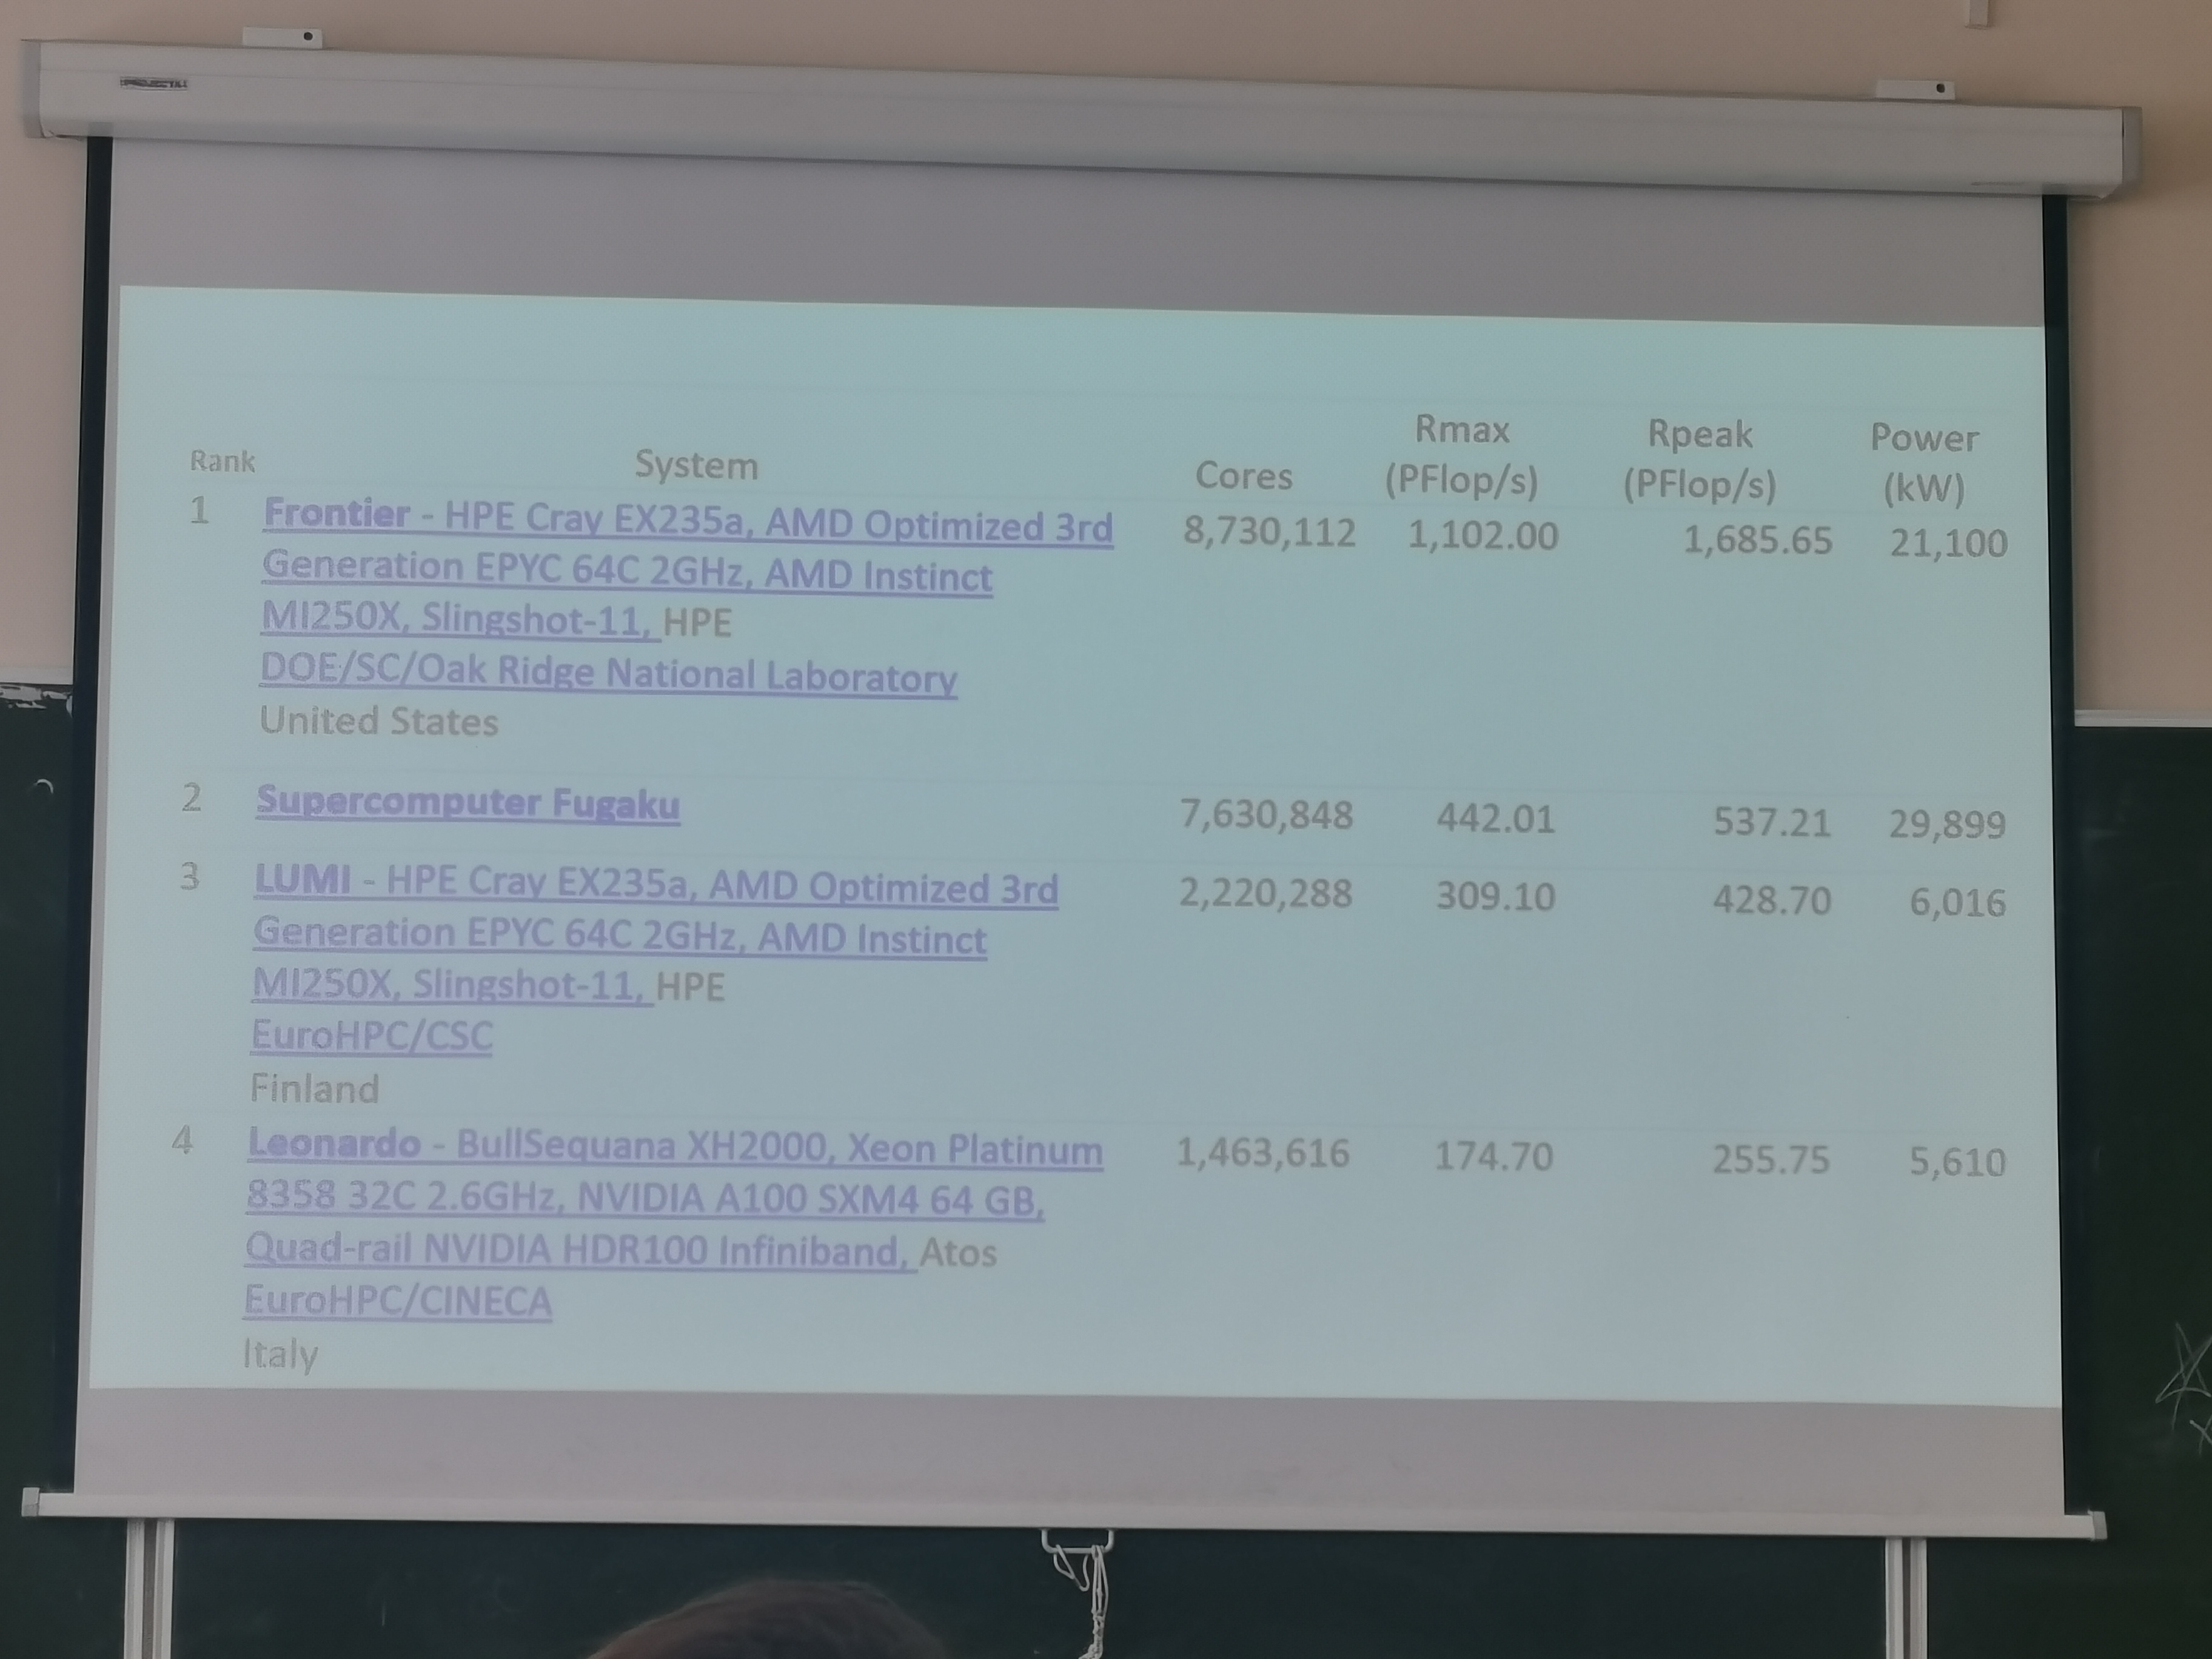 Rank System Cores Rmax (PFlop/s) Rpeak (PFlop/s) Power (kW)
1 Frontier - HPE Cray EX235a, AMD Optimized 3rd 8,730,112 1,102.00 1,685.65 21,100
Generation EPYC 64C 2GHz, AMD Instinct
MI250X, Slingshot-11, HPE
DOE/SC/Oak Ridge National Laboratory
United States
2 Supercomputer Fugaku 7,630,848 442.01 537.21 29,899
3 LUMI - HPE Cray EX235a, AMD Optimized 3rd 2,220,288 309.10 428.70 6,016
Generation EPYC 64C 2GHz, AMD Instinct
MI250X, Slingshot-11, HPE
EuroHPC/CSC
Finland
4 Leonardo - BullSequana XH2000, Xeon Platinum 1,463,616 174.70 255.75 5,610
8358 32C 2.6GHz, NVIDIA A100 SXM4 64 GB,
Quad-rail NVIDIA HDR100 Infiniband, Atos
EuroHPC/CINECA
Italy